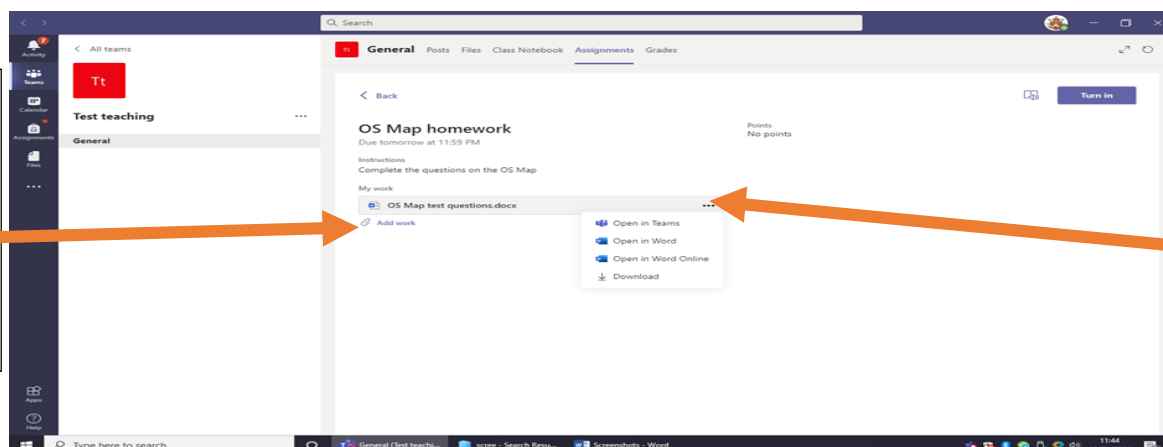 Search
7
Activity
Teams
Calendar
Assignments
Files
Apps
Help
All teams
Tt
Test teaching
General
Tt
General Posts Files Class Notebook Assignments Grades
Back
Turn in
OS Map homework
Due tomorrow at 11:59 PM
Points
No points
Instructions
Complete the questions on the OS Map
My work
OS Map test questions.docx
Add work
Open in Teams
Open in Word
Open in Word Online
Download
Type here to search
General (Test teachi...
scree - Search Resu...
Screenshots - Word
11:44